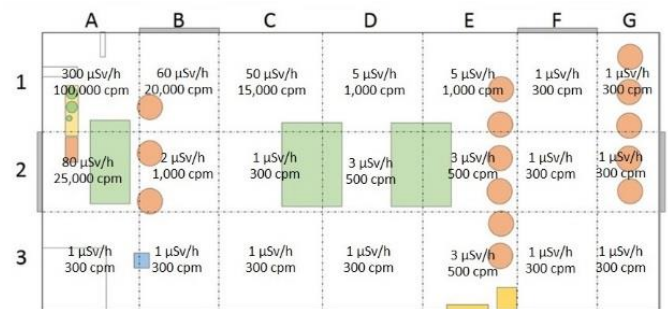 A B C D E F G
1 300 µSv/h 60 µSv/h 50 µSv/h 5 µSv/h 5 µSv/h 1 µSv/h 1 µSv/h
100,000 cpm 20,000 cpm 15,000 cpm 1,000 cpm 1,000 cpm 300 cpm 300 cpm
2 80 µSv/h 2 µSv/h 1 µSv/h 3 µSv/h 3 µSv/h 1 µSv/h 1 µSv/h
25,000 cpm 1,000 cpm 300 cpm 500 cpm 500 cpm 300 cpm 300 cpm
3 1 µSv/h 1 µSv/h 1 µSv/h 1 µSv/h 3 µSv/h 1 µSv/h 1 µSv/h
300 cpm 300 cpm 300 cpm 300 cpm 500 cpm 300 cpm 300 cpm